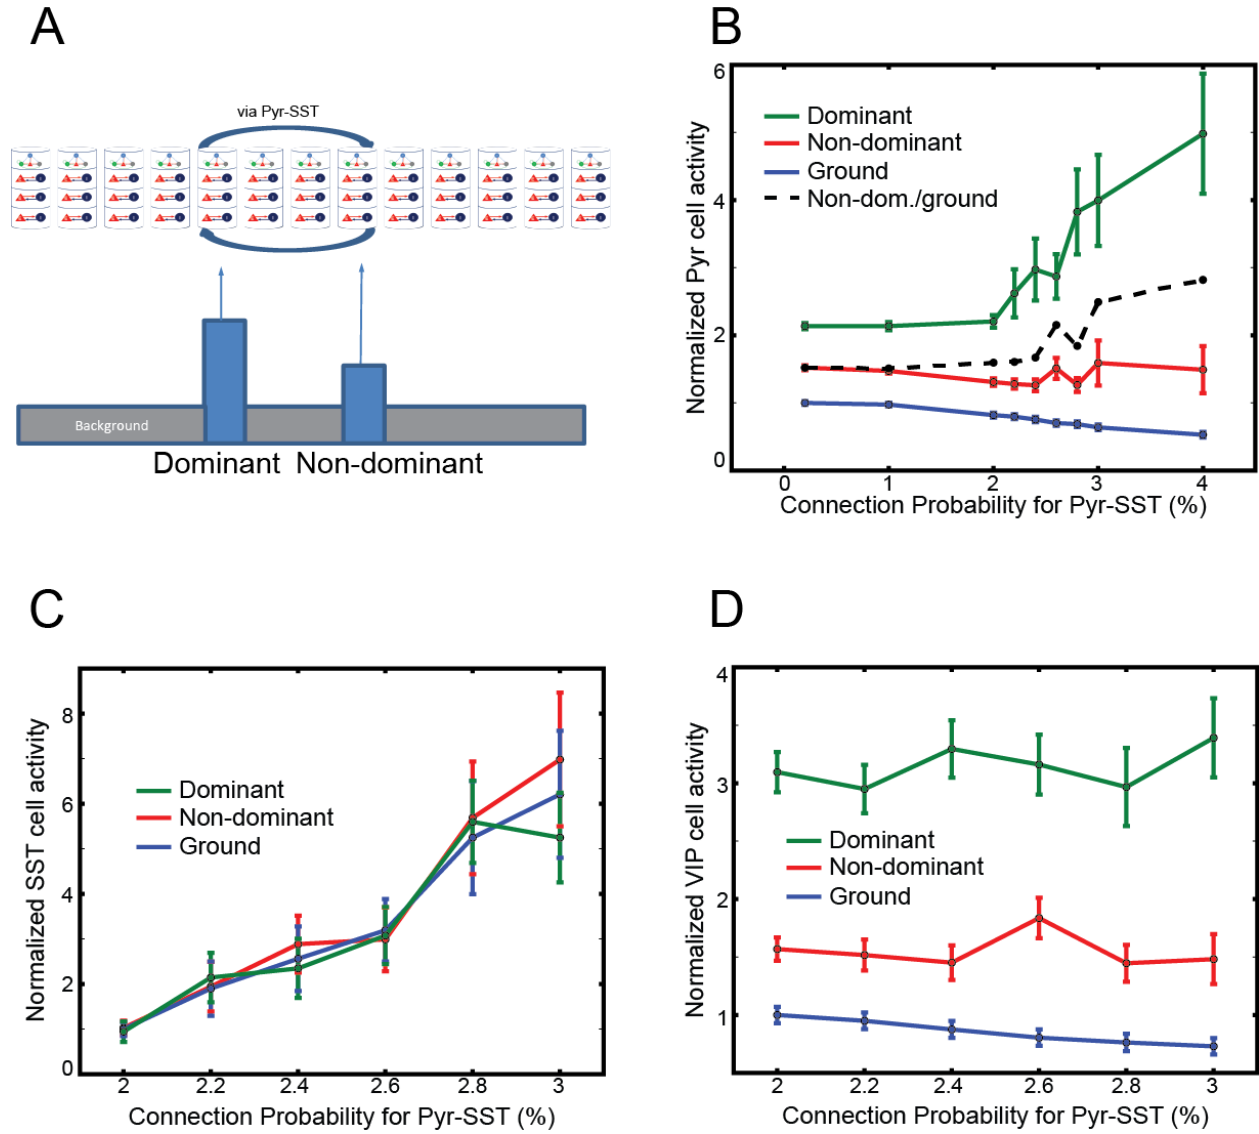 A
via Pyr-SST
Background
Dominant Non-dominant
B
Normalized Pyr cell activity
6
4
2
0
Dominant
Non-dominant
Ground
Non-dom./ground
0 1 2 3 4
Connection Probability for Pyr-SST (%)
C
Normalized SST cell activity
8
6
4
2
0
Dominant
Non-dominant
Ground
2 2.2 2.4 2.6 2.8 3
Connection Probability for Pyr-SST (%)
D
Normalized VIP cell activity
4
3
2
1
Dominant
Non-dominant
Ground
2 2.2 2.4 2.6 2.8 3
Connection Probability for Pyr-SST (%)